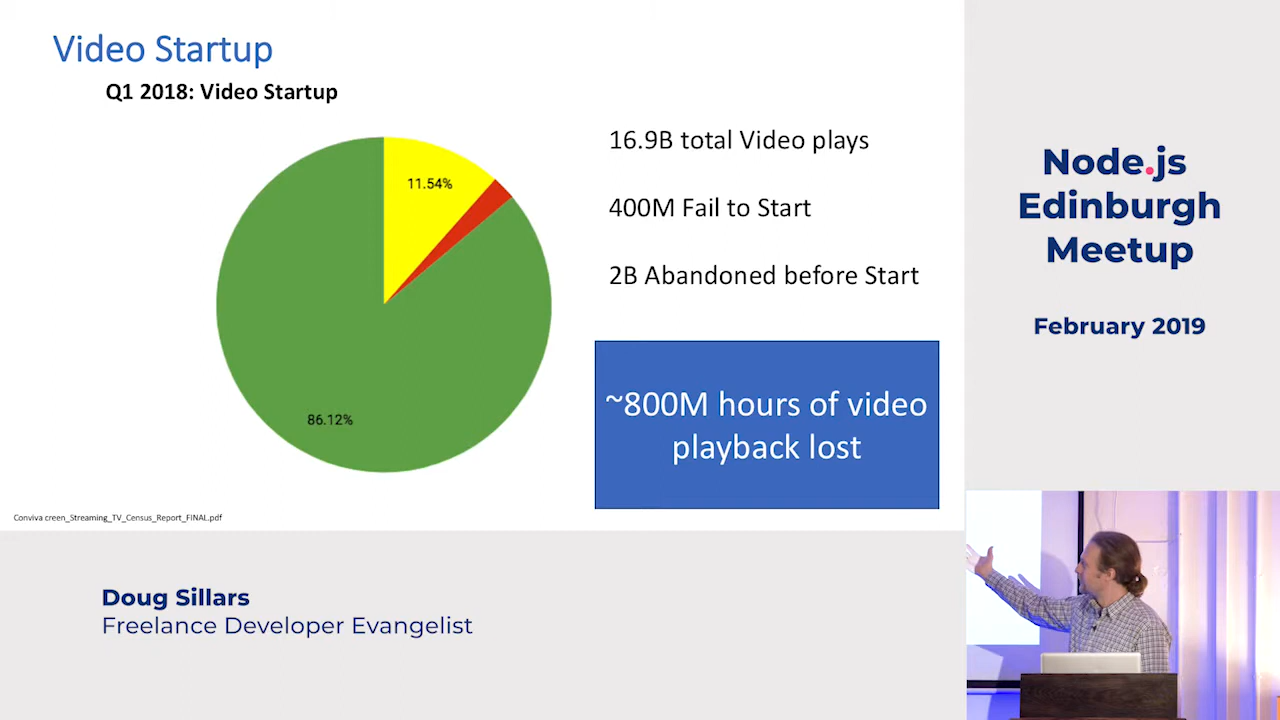 Video Startup
Q1 2018: Video Startup
11.54%
86.12%
16.9B total Video plays
400M Fail to Start
2B Abandoned before Start
~800M hours of video
playback lost
Conviva creen_Streaming_TV_Census_Report_FINAL.pdf
Node.js
Edinburgh
Meetup
February 2019
Doug Sillars
Freelance Developer Evangelist